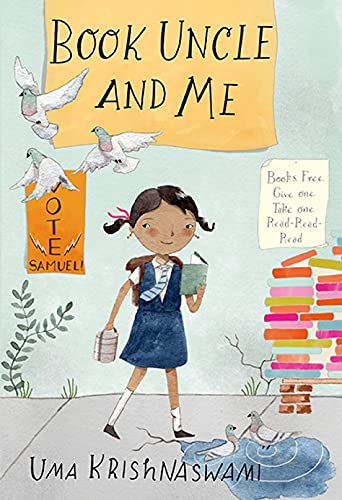 BOOK UNCLE
AND ME
Books Free
Give one
Take one
Read-Read-
Read
OTE
SAMUEL!
UMA KRISHNASWAMI